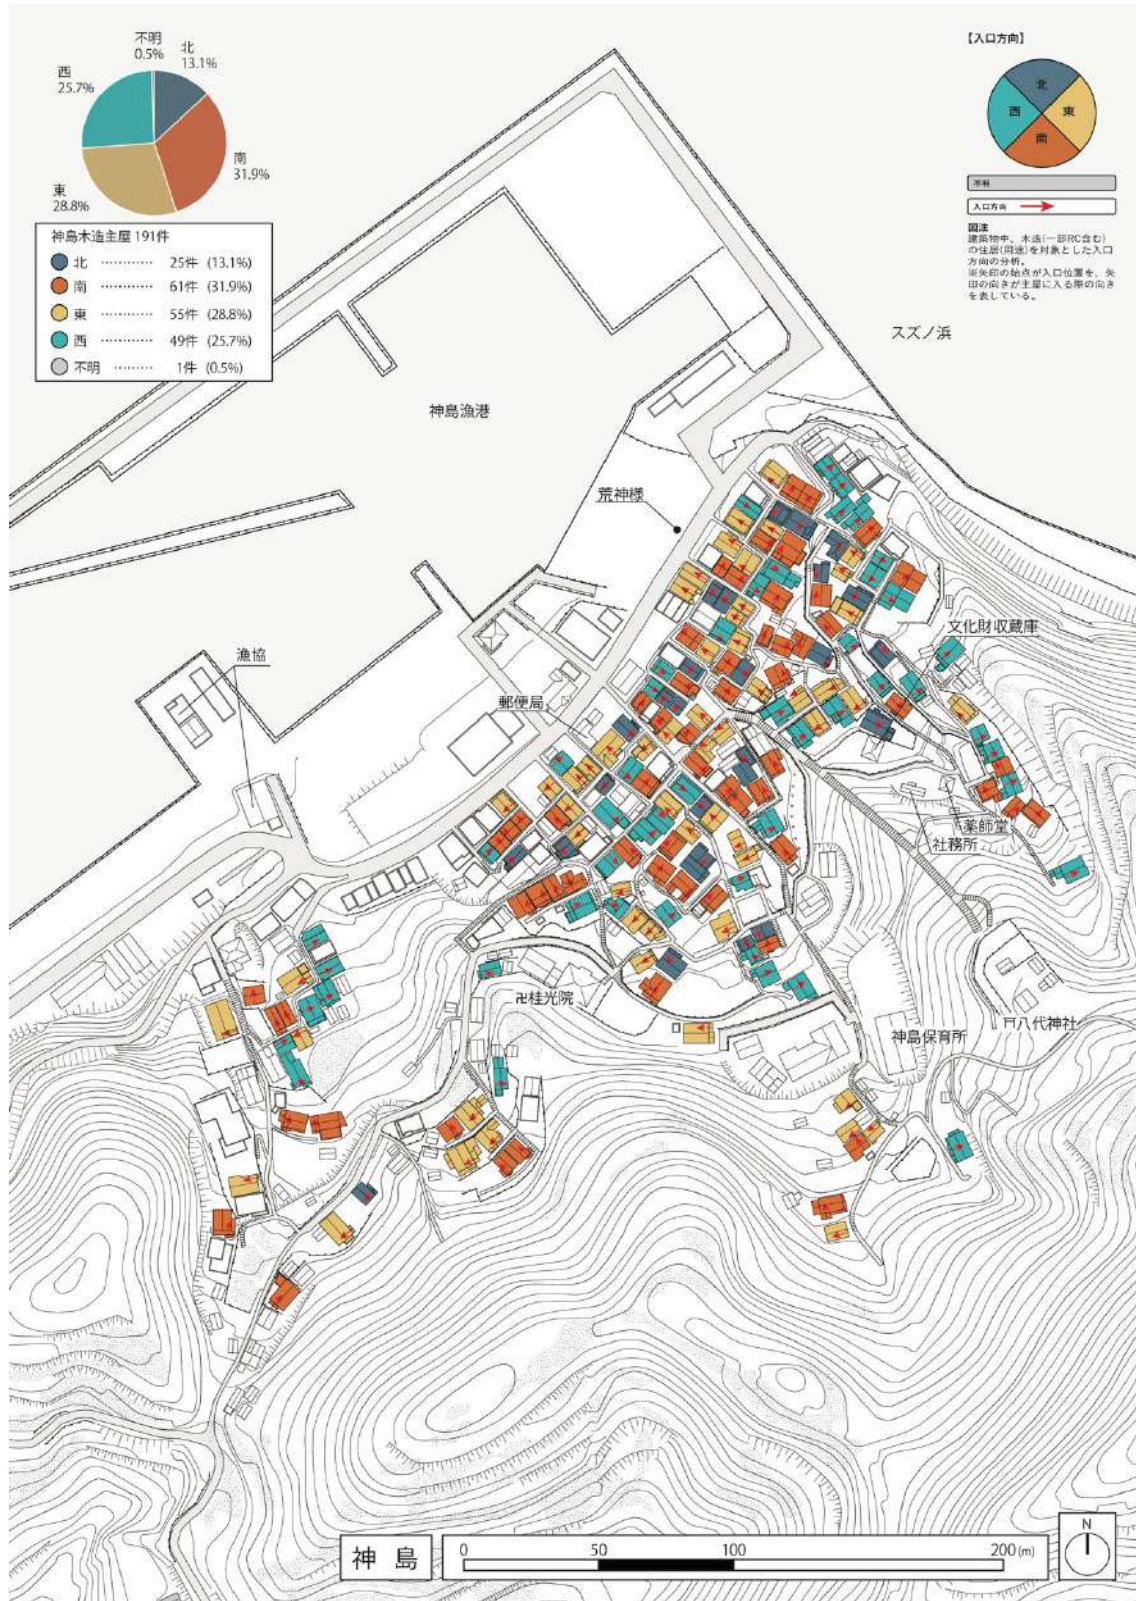 不明
0.5%
北
13.1%
西
25.7%
南
31.9%
東
28.8%
神島木造主屋 191件
北 ………… 25件 (13.1%)
南 ………… 61件 (31.9%)
東 ………… 55件 (28.8%)
西 ………… 49件 (25.7%)
不明 ……… 1件 (0.5%)
【入口方向】
北
西
東
南
不明
入口方向
図注
建築物中、木造(一部RC含む)
の住居(用途)を対象とした入口
方向の分析。
※矢印の始点が入口位置を、矢
印の向きが主屋に入る際の向き
を表している。
スズノ浜
神島漁港
荒神様
文化財収蔵庫
漁協
郵便局
薬師堂
社務所
卍桂光院
神島保育所
八代神社
神島
0 50 100 200(m)
N